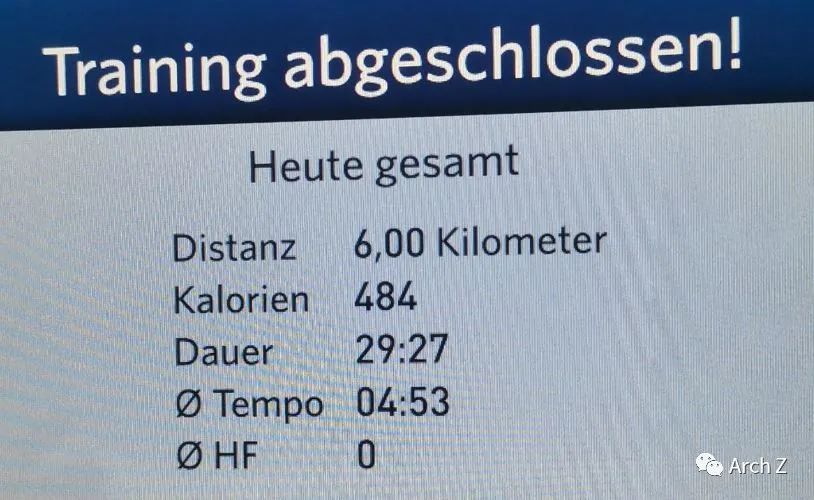 Training abgeschlossen!
Heute gesamt
Distanz 6,00 Kilometer
Kalorien 484
Dauer 29:27
Ø Tempo 04:53
Ø HF 0
Arch Z